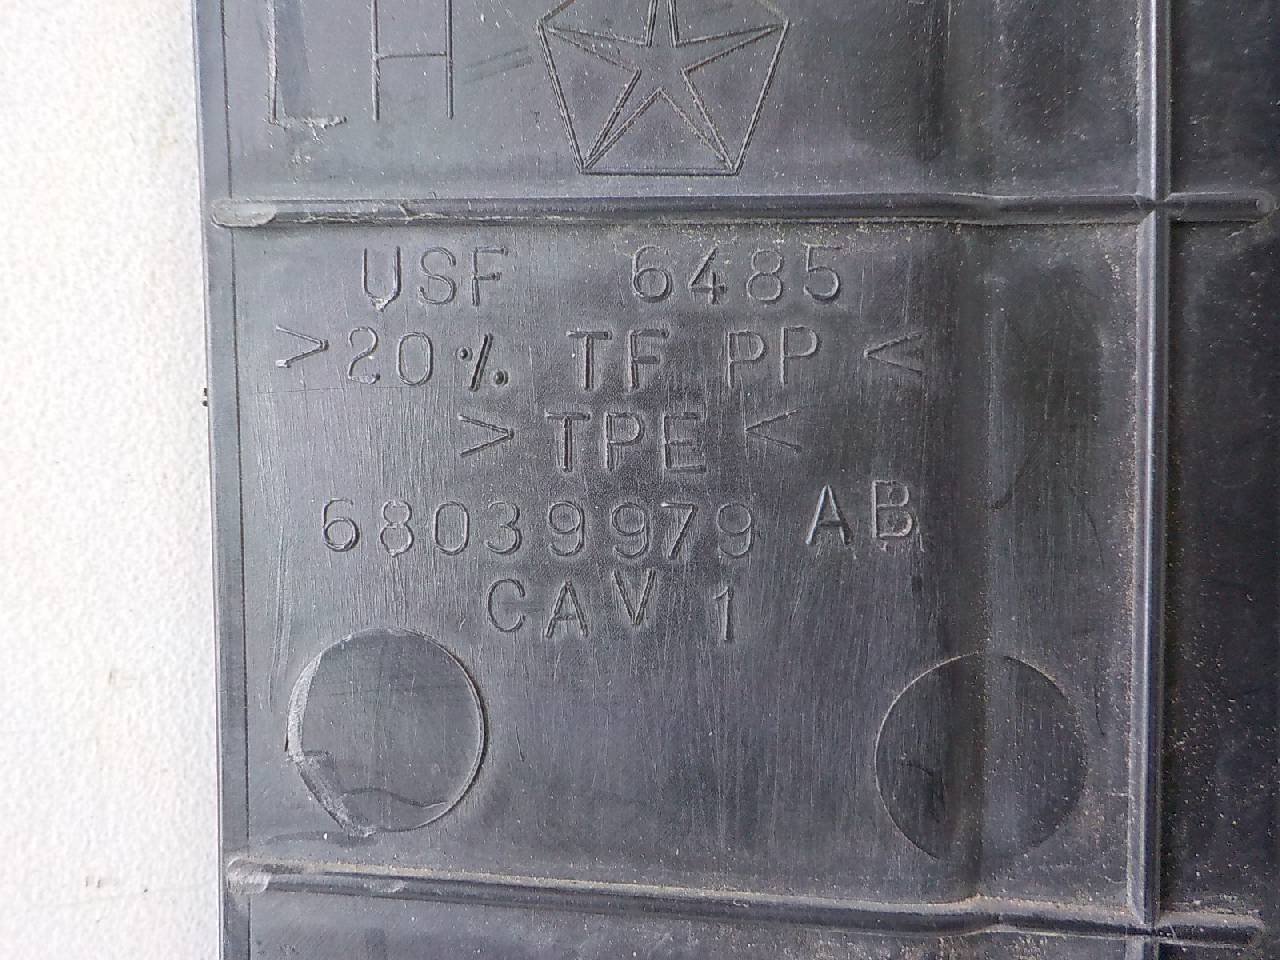 LH
USF 6485
>20% TF PP<
>TPE<
68039979 AB
CAV 1